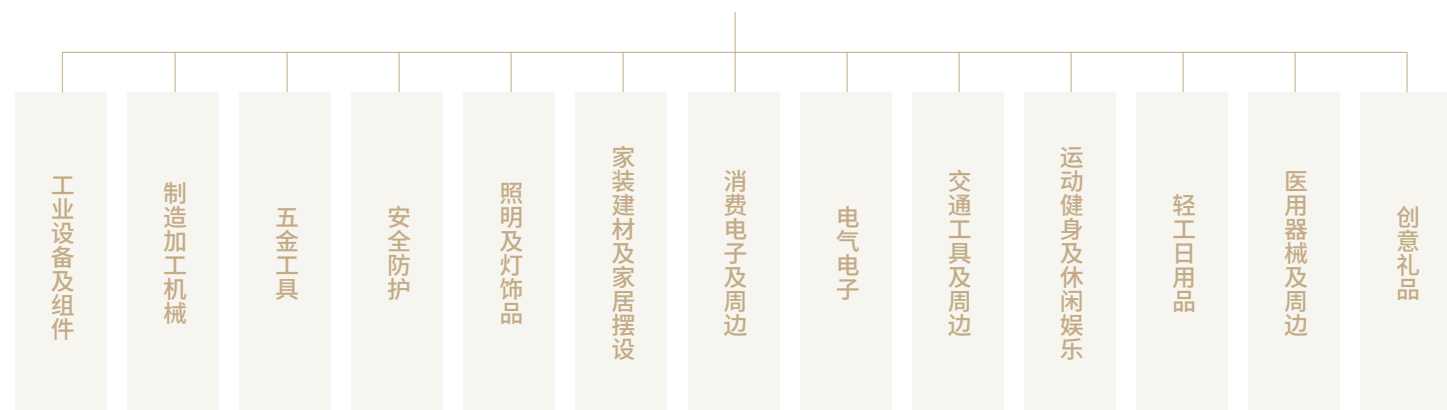 工业设备及组件
制造加工机械
五金工具
安全防护
照明及灯饰品
家装建材及家居摆设
消费电子及周边
电气电子
交通工具及周边
运动健身及休闲娱乐
轻工日用品
医用器械及周边
创意礼品